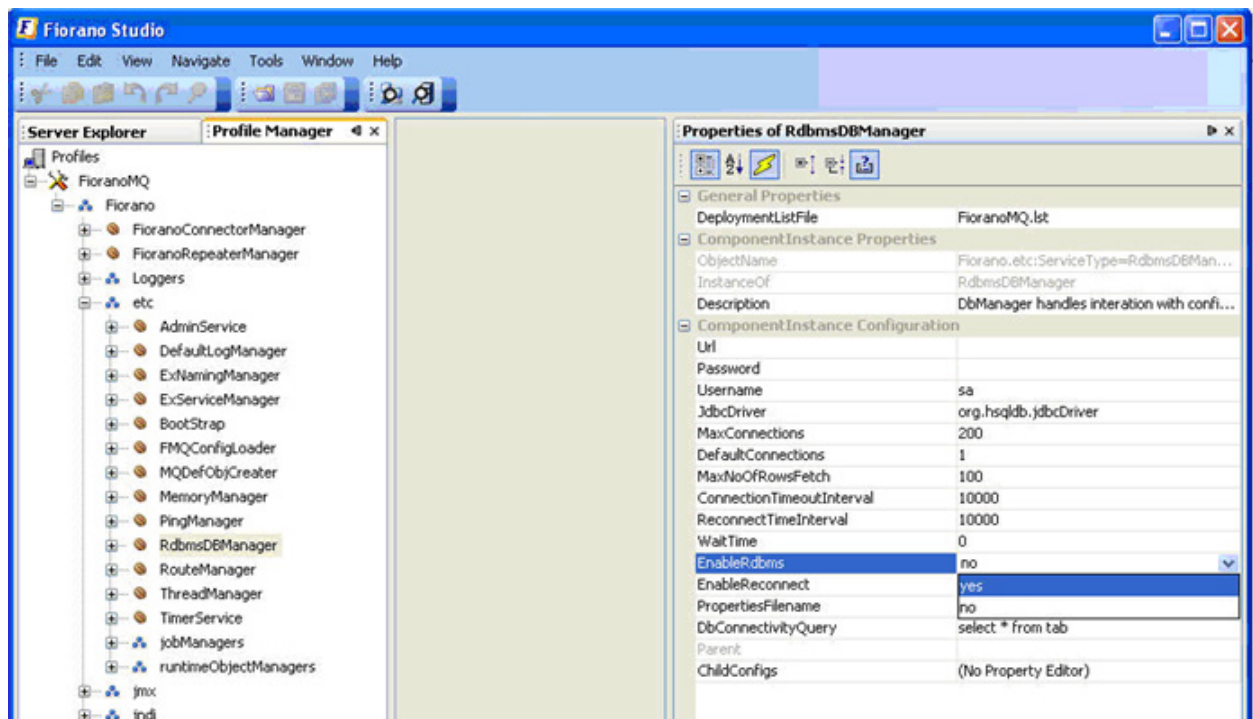 Fiorano Studio
File Edit View Navigate Tools Window Help
Server Explorer Profile Manager
Profiles
FioranoMQ
Fiorano
FioranoConnectorManager
FioranoRepeaterManager
Loggers
etc
AdminService
DefaultLogManager
ExNamingManager
ExServiceManager
BootStrap
FMQConfigLoader
MQDefObjCreater
MemoryManager
PingManager
RdbmsDBManager
RouteManager
ThreadManager
TimerService
jobManagers
runtimeObjectManagers
jmx
jndi
Properties of RdbmsDBManager
General Properties
DeploymentListFile FioranoMQ.lst
ComponentInstance Properties
ObjectName Fiorano.etc:ServiceType=RdbmsDBMan...
InstanceOf RdbmsDBManager
Description DbManager handles interation with confi...
ComponentInstance Configuration
Url
Password
Username sa
JdbcDriver org.hsqldb.jdbcDriver
MaxConnections 200
DefaultConnections 1
MaxNoOfRowsFetch 100
ConnectionTimeoutInterval 10000
ReconnectTimeInterval 10000
WaitTime 0
EnableRdbms no
EnableReconnect yes
PropertiesFilename no
DbConnectivityQuery select * from tab
Parent
ChildConfigs (No Property Editor)